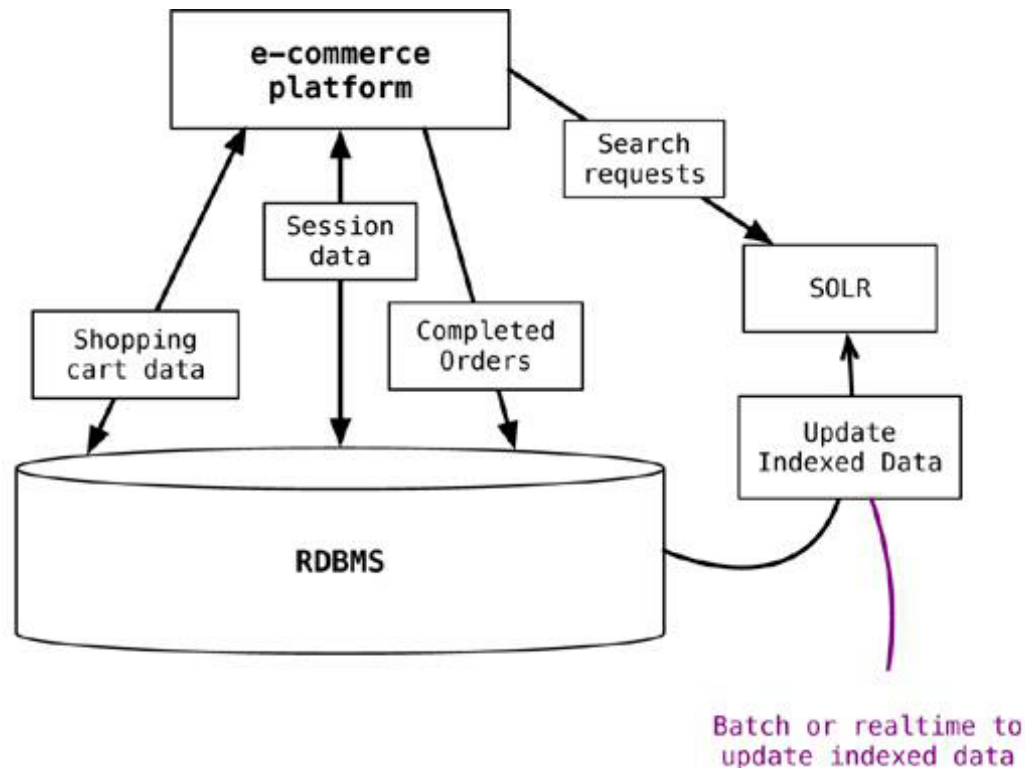 e-commerce
platform
Search
requests
Session
data
SOLR
Shopping
cart data
Completed
Orders
Update
Indexed Data
RDBMS
Batch or realtime to
update indexed data